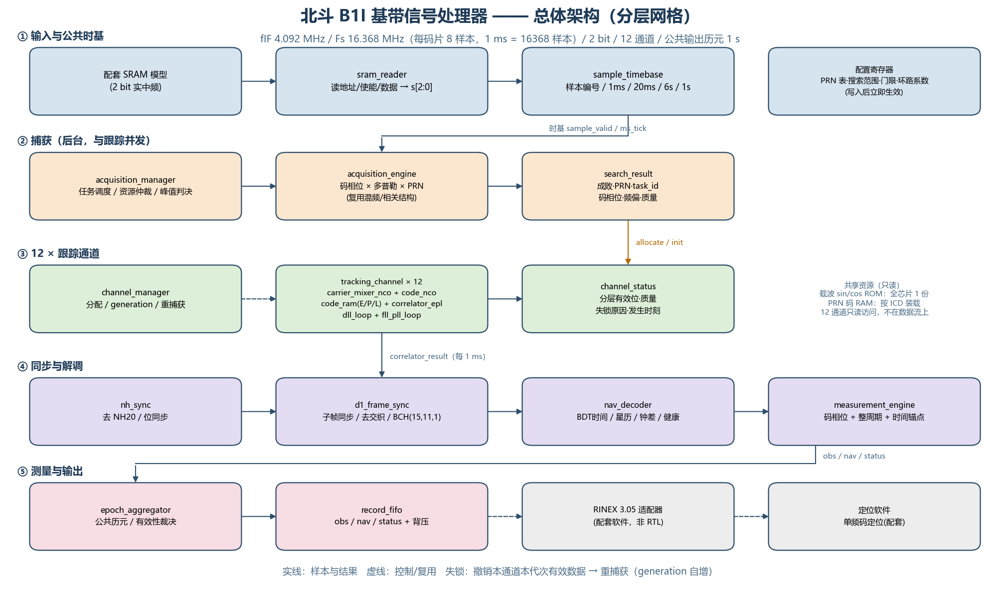 北斗 B1I 基带信号处理器 —— 总体架构（分层网格）
① 输入与公共时基
fIF 4.092 MHz / Fs 16.368 MHz（每码片 8 样本，1 ms = 16368 样本）/ 2 bit / 12 通道 / 公共输出历元 1 s
配套 SRAM 模型
(2 bit 实中频)
sram_reader
读地址/使能/数据 → s[2:0]
sample_timebase
样本编号 / 1ms / 20ms / 6s / 1s
配置寄存器
PRN 表·搜索范围·门限·环路系数
(写入后立即生效)
时基 sample_valid / ms_tick
② 捕获（后台，与跟踪并发）
acquisition_manager
任务调度 / 资源仲裁 / 峰值判决
acquisition_engine
码相位 × 多普勒 × PRN
(复用混频/相关结构)
search_result
成败·PRN·task_id
码相位·频偏·质量
allocate / init
③ 12 × 跟踪通道
channel_manager
分配 / generation / 重捕获
tracking_channel × 12
carrier_mixer_nco + code_nco
code_ram(E/P/L) + correlator_epl
dll_loop + fll_pll_loop
channel_status
分层有效位·质量
失锁原因·发生时刻
共享资源（只读）
载波 sin/cos ROM：全芯片 1 份
PRN 码 RAM：按 ICD 装载
12 通道只读访问，不在数据流上
correlator_result（每 1 ms）
④ 同步与解调
nh_sync
去 NH20 / 位同步
d1_frame_sync
子帧同步 / 去交织 / BCH(15,11,1)
nav_decoder
BDT时间 / 星历 / 钟差 / 健康
measurement_engine
码相位 + 整周期 + 时间锚点
obs / nav / status
⑤ 测量与输出
epoch_aggregator
公共历元 / 有效性裁决
record_fifo
obs / nav / status + 背压
RINEX 3.05 适配器
(配套软件，非 RTL)
定位软件
单频码定位(配套)
实线：样本与结果 虚线：控制/复用 失锁：撤销本通道本代次有效数据 → 重捕获（generation 自增）